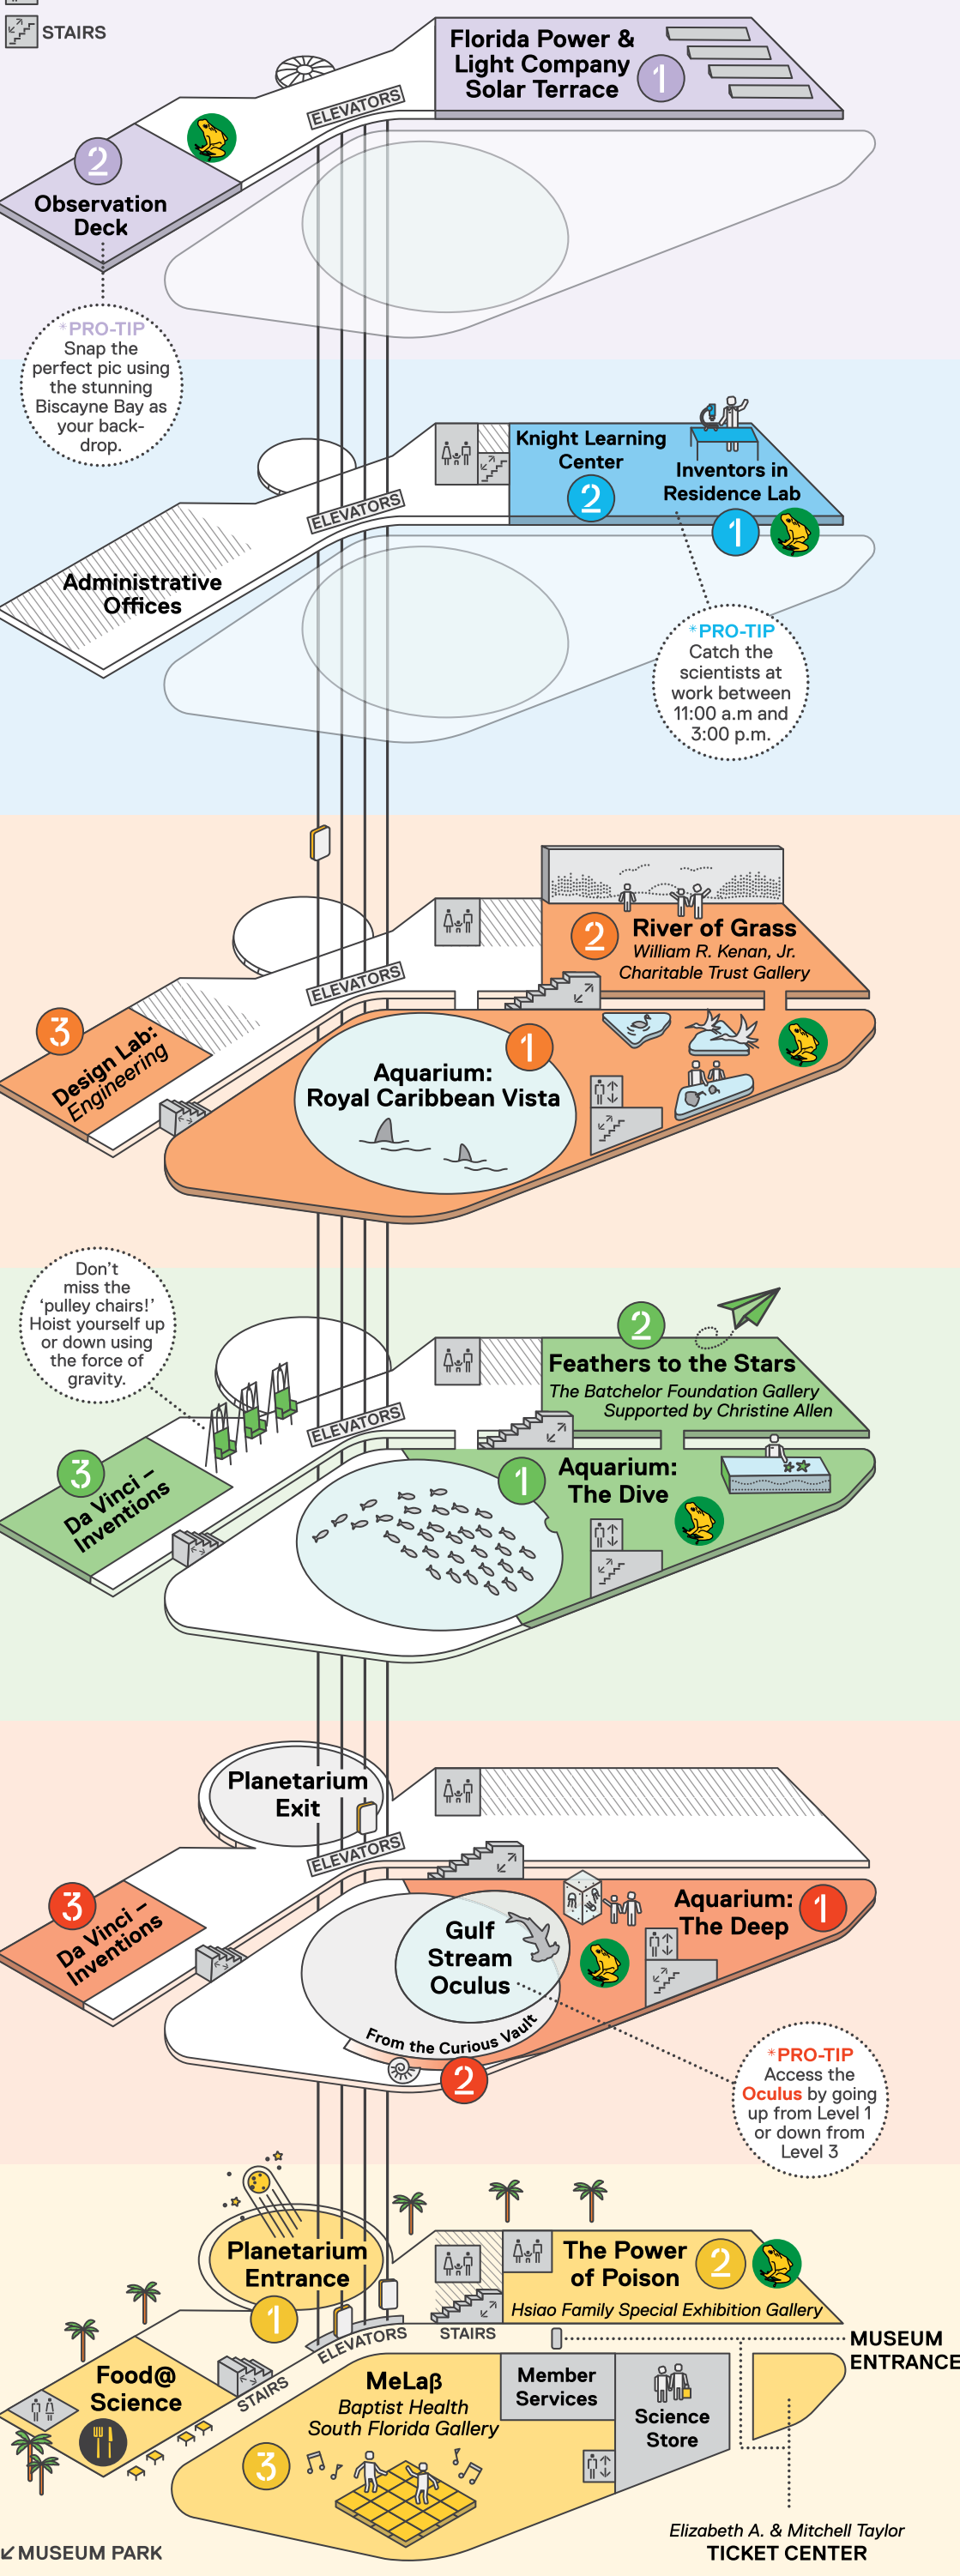 STAIRS
Florida Power &
Light Company
Solar Terrace
1
ELEVATORS
2
Observation
Deck
*PRO-TIP
Snap the
perfect pic using
the stunning
Biscayne Bay as
your back-
drop.
Knight Learning
Center
2
Inventors in
Residence Lab
1
ELEVATORS
Administrative
Offices
*PRO-TIP
Catch the
scientists at
work between
11:00 a.m and
3:00 p.m.
2
River of Grass
William R. Kenan, Jr.
Charitable Trust Gallery
ELEVATORS
3
Design Lab:
Engineering
1
Aquarium:
Royal Caribbean Vista
Don't
miss the
'pulley chairs!'
Hoist yourself up
or down using
the force of
gravity.
2
Feathers to the Stars
The Batchelor Foundation Gallery
Supported by Christine Allen
ELEVATORS
3
Da Vinci –
Inventions
1
Aquarium:
The Dive
Planetarium
Exit
ELEVATORS
3
Da Vinci –
Inventions
Aquarium:
The Deep
1
Gulf
Stream
Oculus
From the Curious Vault
2
*PRO-TIP
Access the
Oculus by going
up from Level 1
or down from
Level 3
Planetarium
Entrance
1
The Power
of Poison
2
Hsiao Family Special Exhibition Gallery
ELEVATORS
STAIRS
MUSEUM
ENTRANCE
Food@
Science
STAIRS
MeLaβ
Baptist Health
South Florida Gallery
3
Member
Services
Science
Store
Elizabeth A. & Mitchell Taylor
TICKET CENTER
MUSEUM PARK